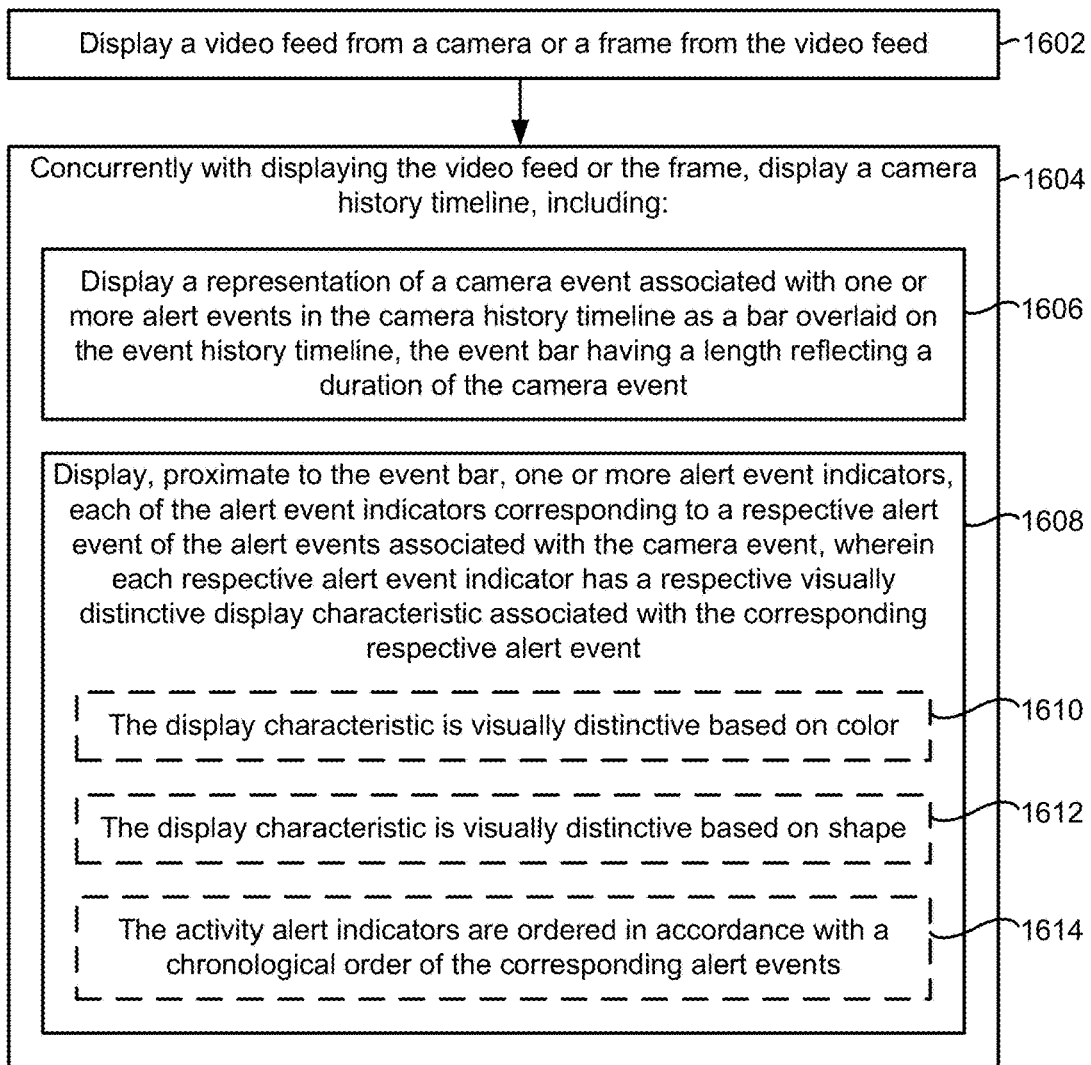 Display a video feed from a camera or a frame from the video feed
1602
Concurrently with displaying the video feed or the frame, display a camera
history timeline, including:
1604
Display a representation of a camera event associated with one or
more alert events in the camera history timeline as a bar overlaid on
the event history timeline, the event bar having a length reflecting a
duration of the camera event
1606
Display, proximate to the event bar, one or more alert event indicators,
each of the alert event indicators corresponding to a respective alert
event of the alert events associated with the camera event, wherein
each respective alert event indicator has a respective visually
distinctive display characteristic associated with the corresponding
respective alert event
1608
The display characteristic is visually distinctive based on color
1610
The display characteristic is visually distinctive based on shape
1612
The activity alert indicators are ordered in accordance with a
chronological order of the corresponding alert events
1614